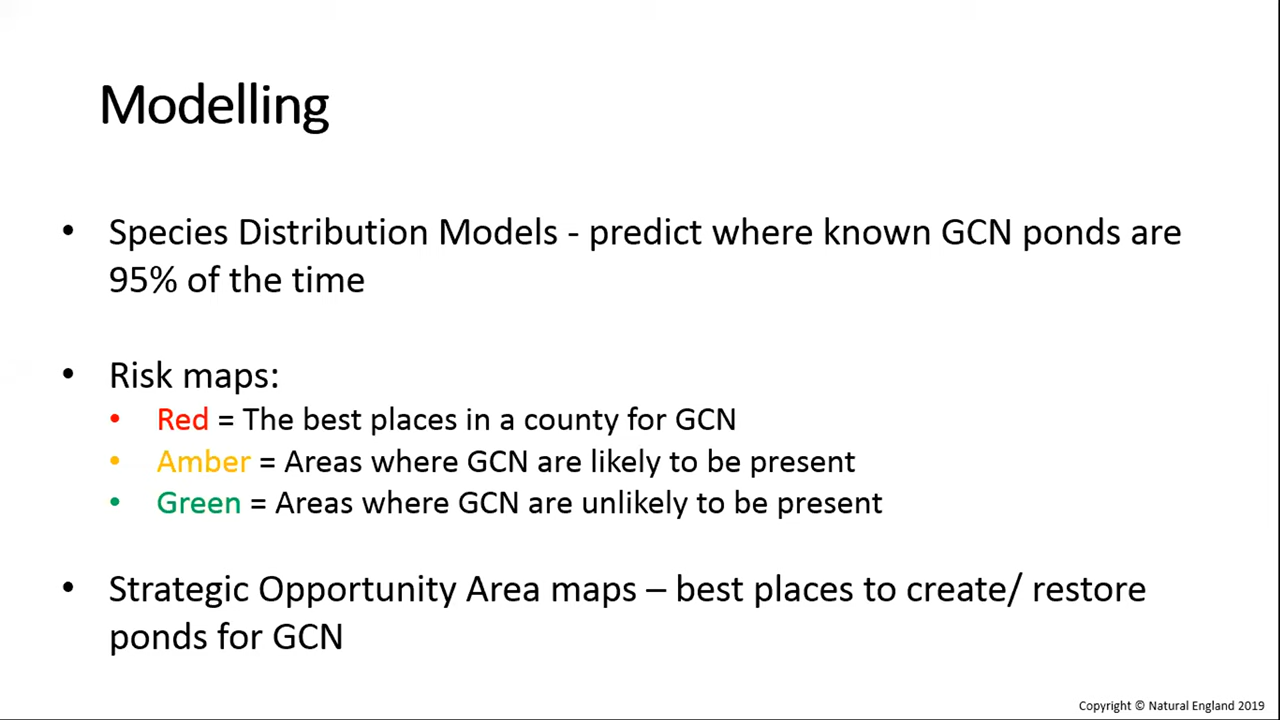 Modelling
• Species Distribution Models - predict where known GCN ponds are
95% of the time
• Risk maps:
• Red = The best places in a county for GCN
• Amber = Areas where GCN are likely to be present
• Green = Areas where GCN are unlikely to be present
• Strategic Opportunity Area maps – best places to create/ restore
ponds for GCN
Copyright © Natural England 2019